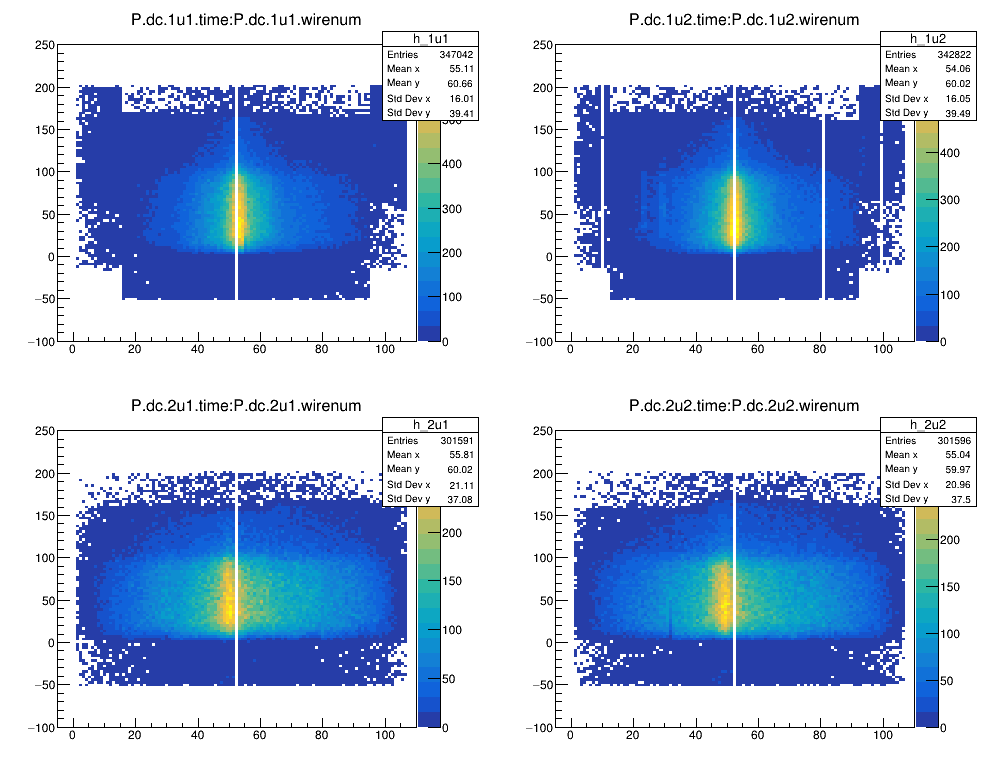 P.dc.1u1.time:P.dc.1u1.wirenum
h_1u1
Entries 347042
Mean x 55.11
Mean y 60.66
Std Dev x 16.01
Std Dev y 39.41
250
200
150
100
50
0
−50
−100
0 20 40 60 80 100
400
300
200
100
0
P.dc.1u2.time:P.dc.1u2.wirenum
h_1u2
Entries 342822
Mean x 54.06
Mean y 60.02
Std Dev x 16.05
Std Dev y 39.49
250
200
150
100
50
0
−50
−100
0 20 40 60 80 100
400
300
200
100
0
P.dc.2u1.time:P.dc.2u1.wirenum
h_2u1
Entries 301591
Mean x 55.81
Mean y 60.02
Std Dev x 21.11
Std Dev y 37.08
250
200
150
100
50
0
−50
−100
0 20 40 60 80 100
200
150
100
50
0
P.dc.2u2.time:P.dc.2u2.wirenum
h_2u2
Entries 301596
Mean x 55.04
Mean y 59.97
Std Dev x 20.96
Std Dev y 37.5
250
200
150
100
50
0
−50
−100
0 20 40 60 80 100
200
150
100
50
0